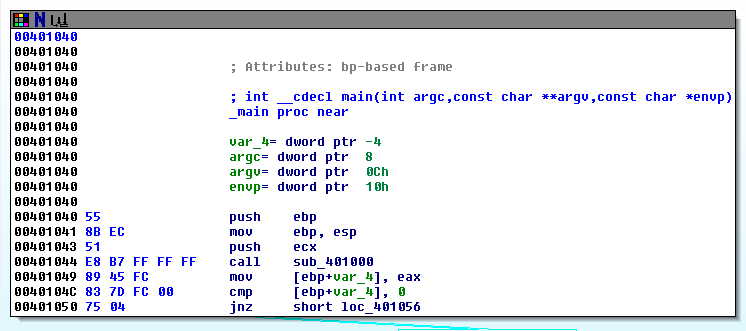 00401040
00401040
00401040 ; Attributes: bp-based frame
00401040
00401040 ; int __cdecl main(int argc,const char **argv,const char *envp)
00401040 _main proc near
00401040
00401040 var_4= dword ptr -4
00401040 argc= dword ptr 8
00401040 argv= dword ptr 0Ch
00401040 envp= dword ptr 10h
00401040
00401040 55 push ebp
00401041 8B EC mov ebp, esp
00401043 51 push ecx
00401044 E8 B7 FF FF FF call sub_401000
00401049 89 45 FC mov [ebp+var_4], eax
0040104C 83 7D FC 00 cmp [ebp+var_4], 0
00401050 75 04 jnz short loc_401056